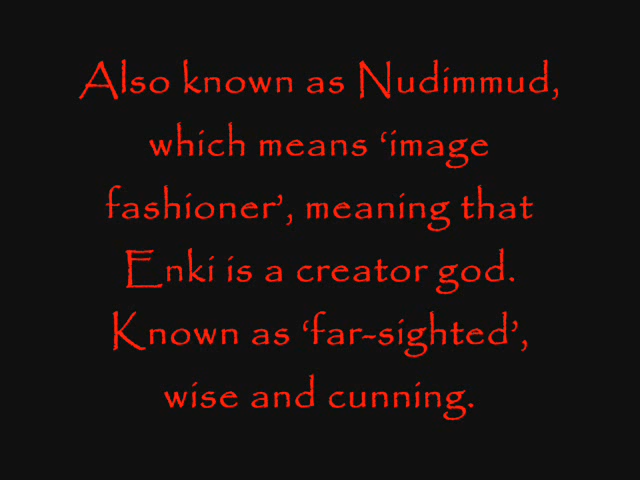 Also known as Nudimmud,
which means ‘image
fashioner’, meaning that
Enki is a creator god.
Known as ‘far-sighted’,
wise and cunning.